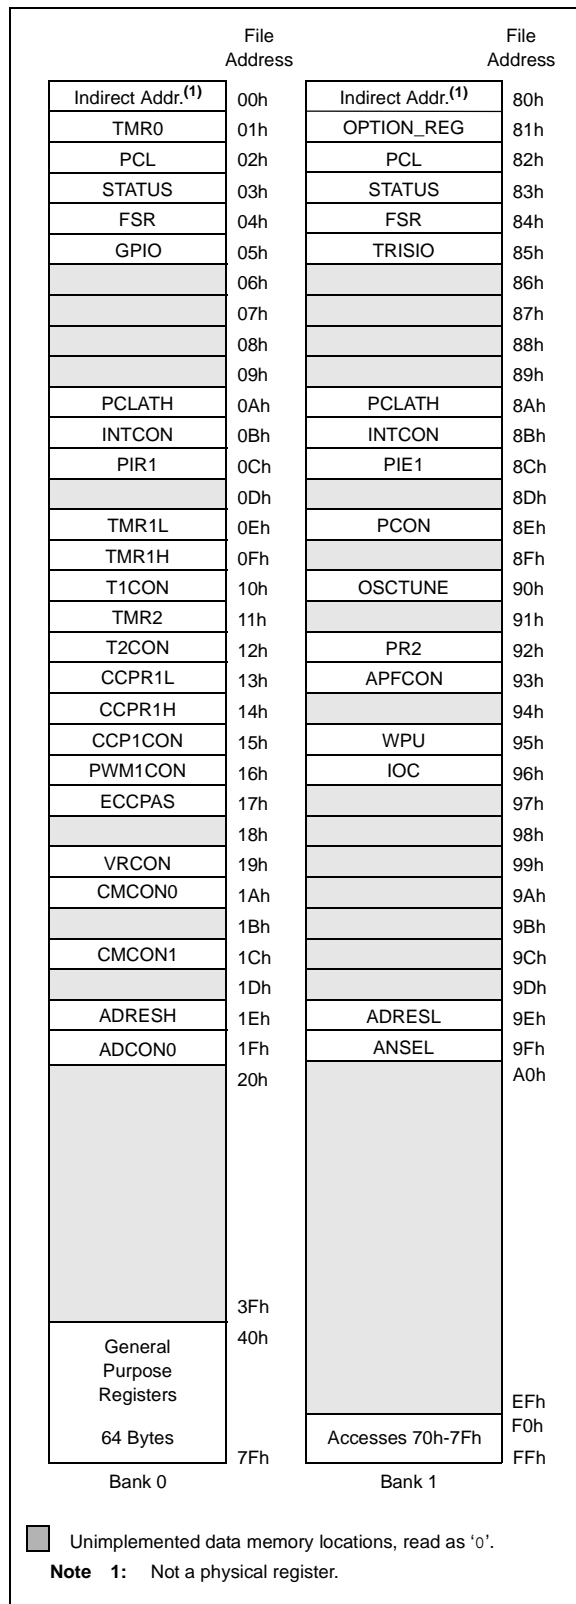 File Address File Address
Indirect Addr.(1) 00h Indirect Addr.(1) 80h
TMR0 01h OPTION_REG 81h
PCL 02h PCL 82h
STATUS 03h STATUS 83h
FSR 04h FSR 84h
GPIO 05h TRISIO 85h
06h 86h
07h 87h
08h 88h
09h 89h
PCLATH 0Ah PCLATH 8Ah
INTCON 0Bh INTCON 8Bh
PIR1 0Ch PIE1 8Ch
0Dh 8Dh
TMR1L 0Eh PCON 8Eh
TMR1H 0Fh 8Fh
T1CON 10h OSCTUNE 90h
TMR2 11h 91h
T2CON 12h PR2 92h
CCPR1L 13h APFCON 93h
CCPR1H 14h 94h
CCP1CON 15h WPU 95h
PWM1CON 16h IOC 96h
ECCPAS 17h 97h
18h 98h
VRCON 19h 99h
CMCON0 1Ah 9Ah
1Bh 9Bh
CMCON1 1Ch 9Ch
1Dh 9Dh
ADRESH 1Eh ADRESL 9Eh
ADCON0 1Fh ANSEL 9Fh
20h A0h
3Fh
General Purpose Registers 40h
EFh
F0h
64 Bytes Accesses 70h-7Fh
7Fh FFh
Bank 0 Bank 1
Unimplemented data memory locations, read as ‘0’.
Note 1: Not a physical register.